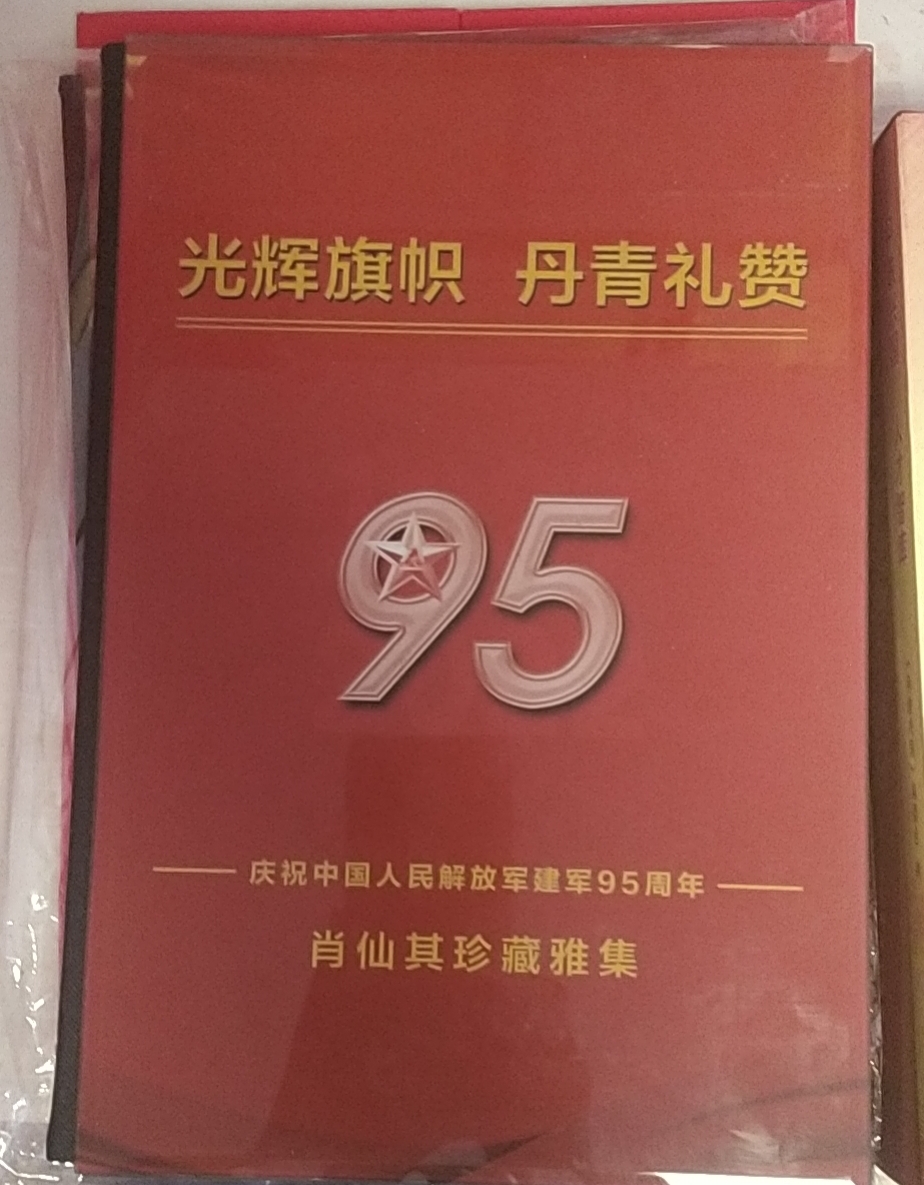 光辉旗帜 丹青礼赞
95
庆祝中国人民解放军建军95周年
肖仙其珍藏雅集